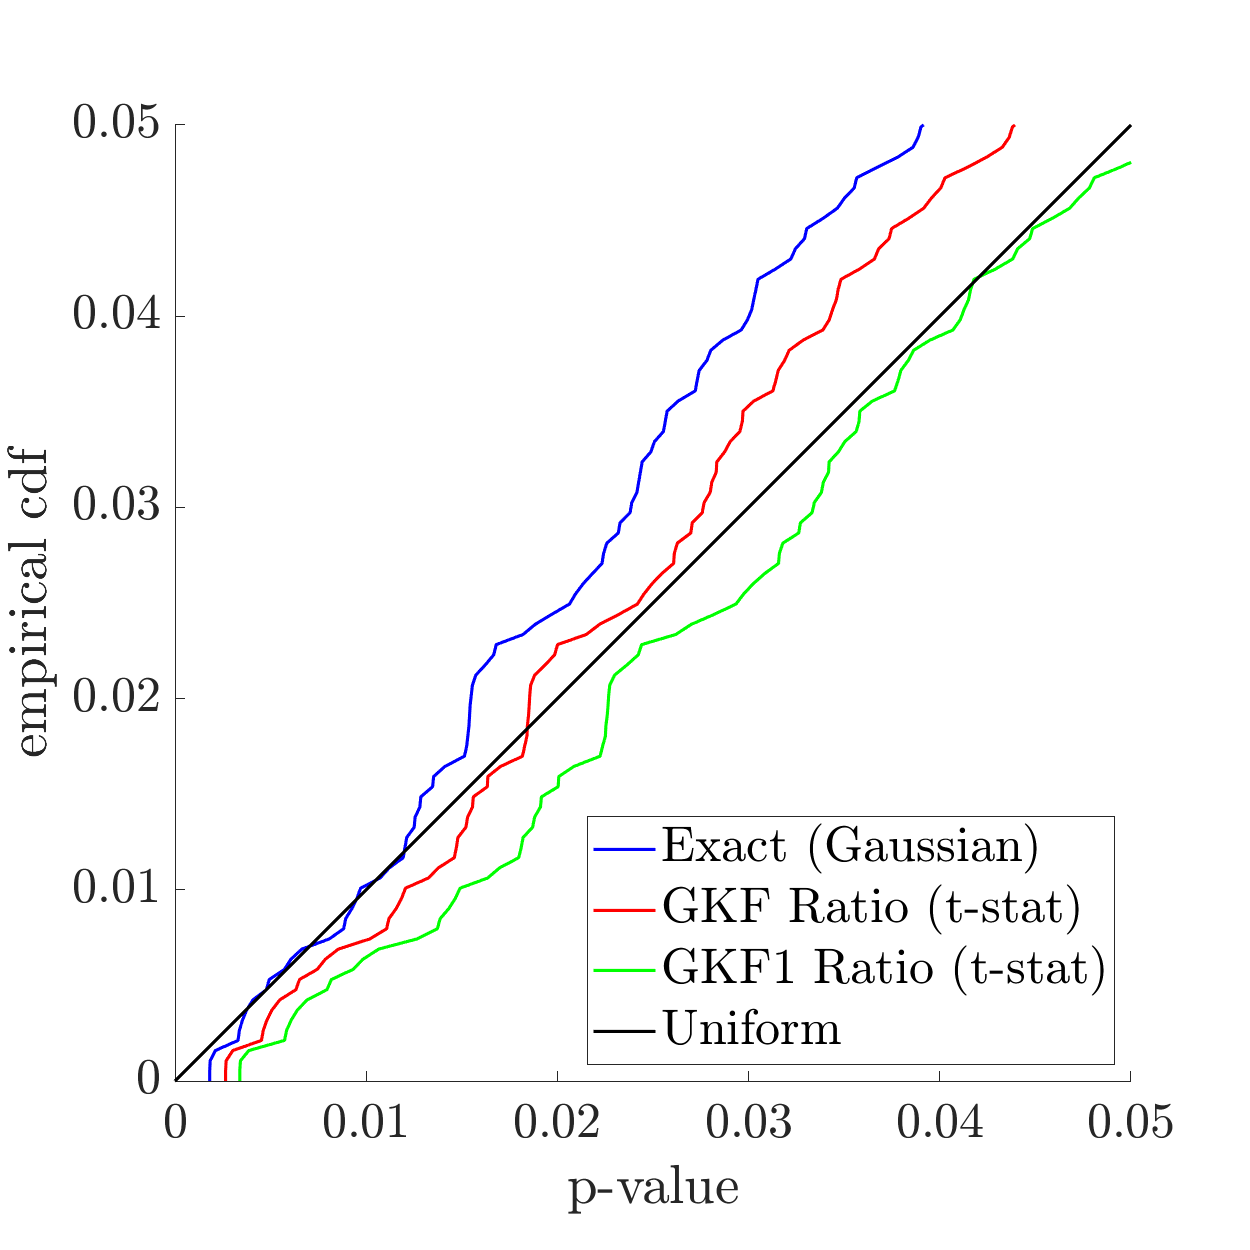 0.05
0.04
0.03
0.02
0.01
0
empirical cdf
Exact (Gaussian)
GKF Ratio (t-stat)
GKF1 Ratio (t-stat)
Uniform
0 0.01 0.02 0.03 0.04 0.05
p-value